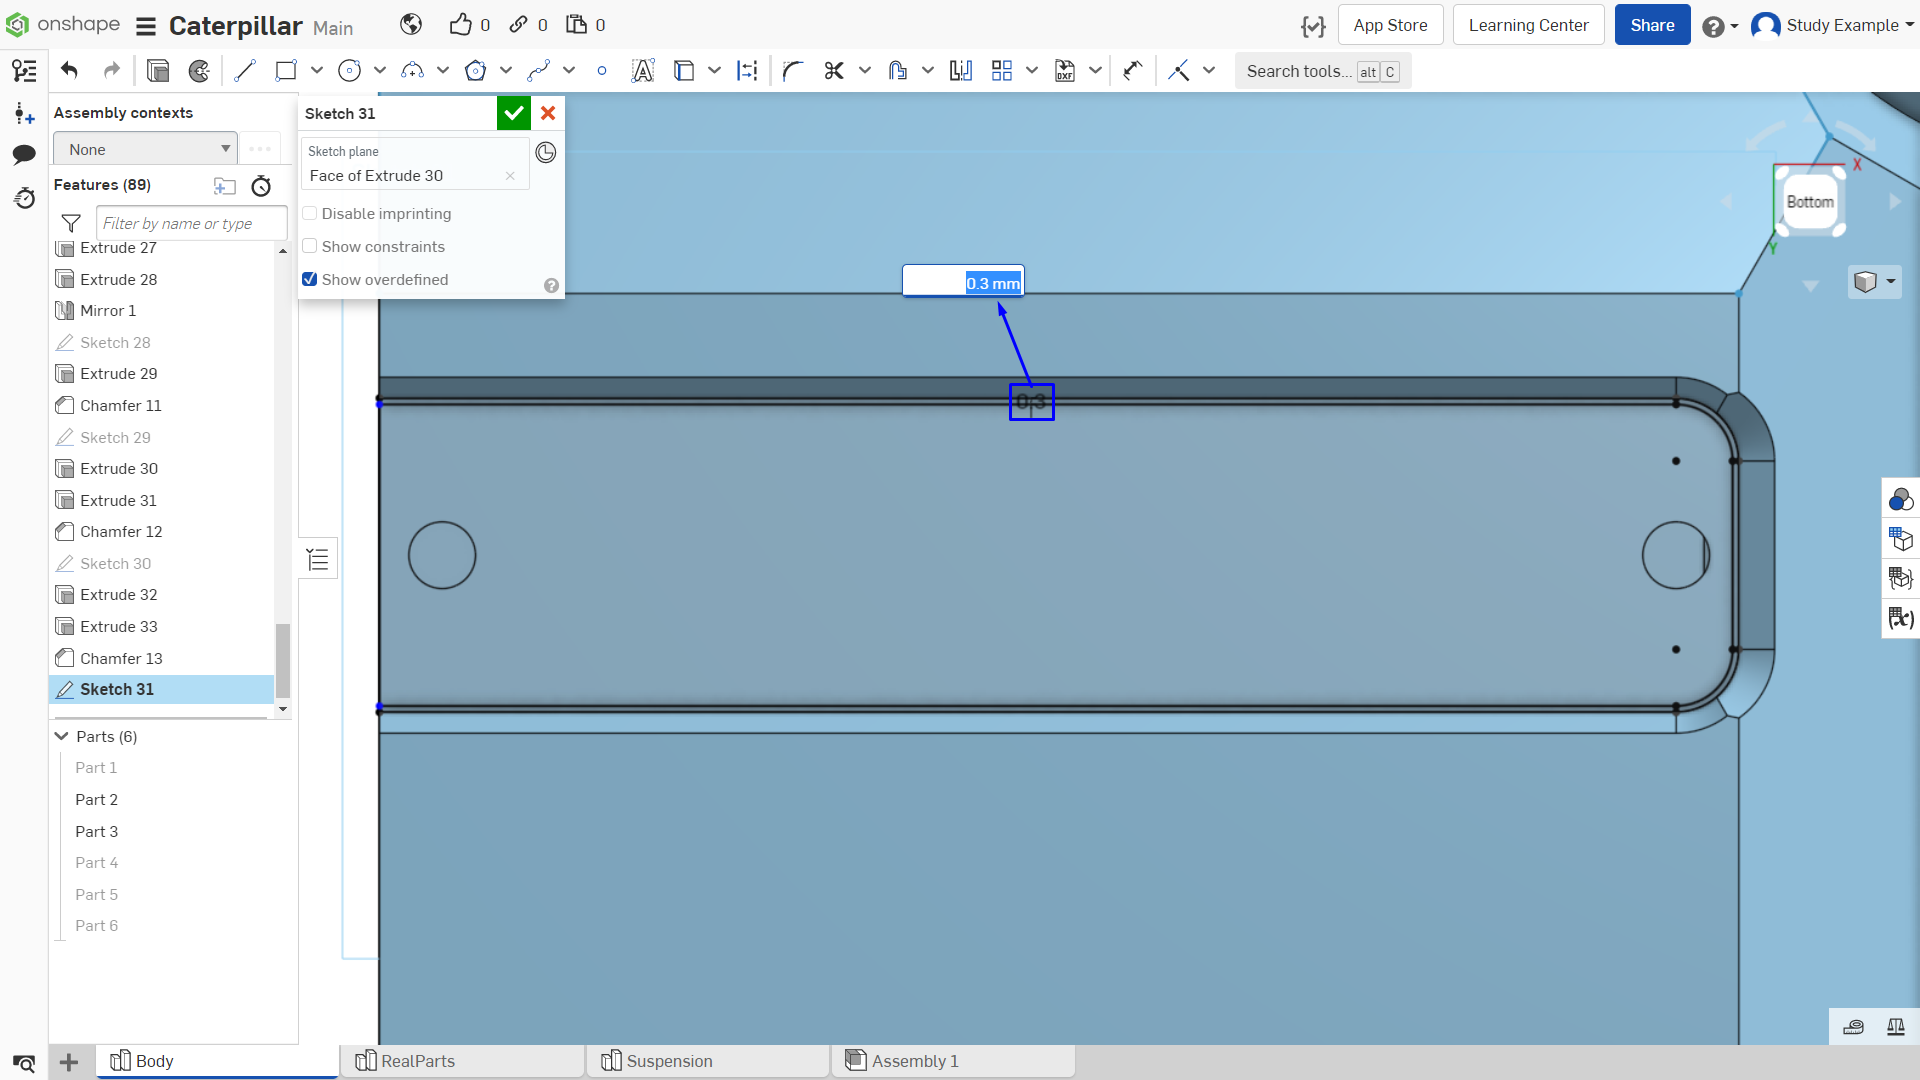 onshape Caterpillar Main 0 0 0 App Store Learning Center Share Study Example
Search tools... alt C
Assembly contexts
None
Features (89)
Filter by name or type
Extrude 27
Extrude 28
Mirror 1
Sketch 28
Extrude 29
Chamfer 11
Sketch 29
Extrude 30
Extrude 31
Chamfer 12
Sketch 30
Extrude 32
Extrude 33
Chamfer 13
Sketch 31
Parts (6)
Part 1
Part 2
Part 3
Part 4
Part 5
Part 6
Sketch 31
Sketch plane
Face of Extrude 30
Disable imprinting
Show constraints
Show overdefined
0.3 mm
0.3
X
Bottom
Y
Body
RealParts
Suspension
Assembly 1